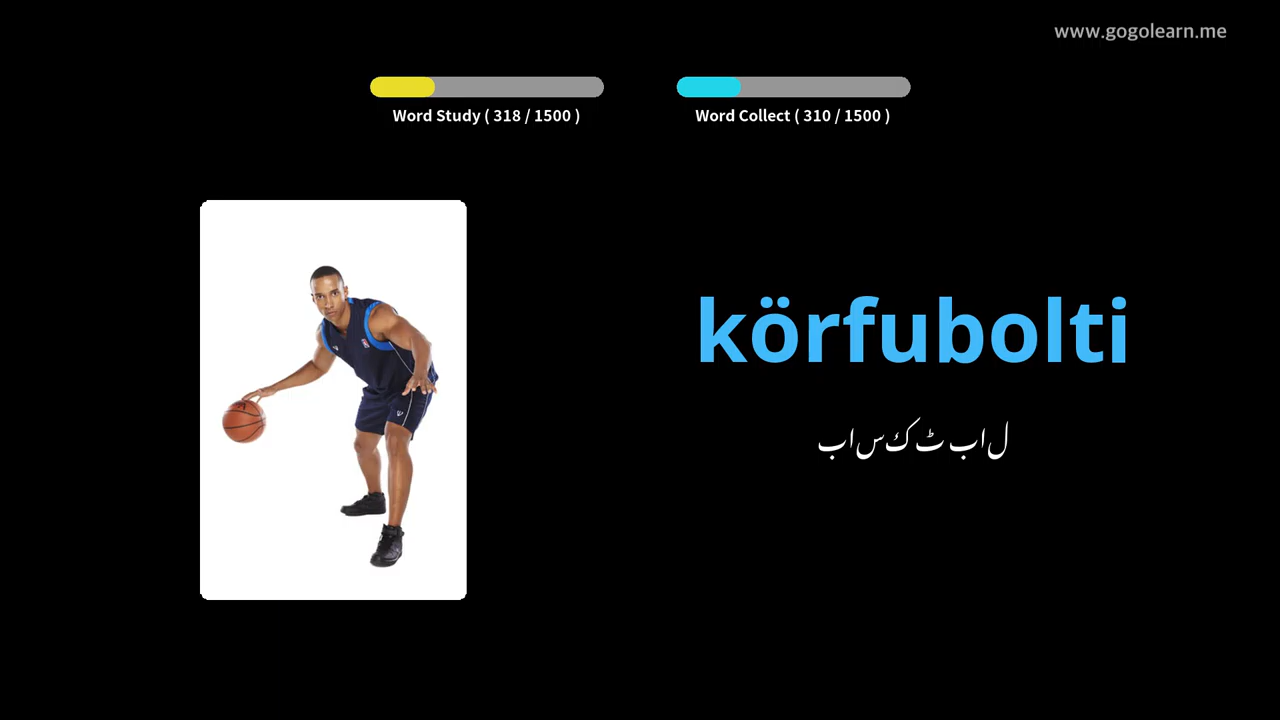 www.gogolearn.me
Word Study ( 318 / 1500 )
Word Collect ( 310 / 1500 )
körfubolti
باسکٹ بال